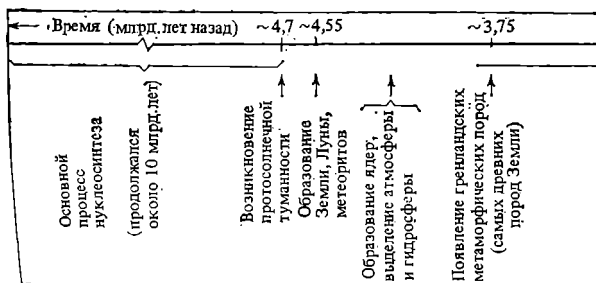 Время (млрд. лет назад) ~4,7 ~4,55 ~3,75
Основной
процесс
нуклеосинтеза
(продолжался
около 10 млрд. лет)
Возникновение
протосолнечной
туманности
Образование
Земли, Луны,
метеоритов
Образование ядер,
выделение атмосферы
и гидросферы
Появление гренландских
метаморфических пород
(самых древних
пород Земли)